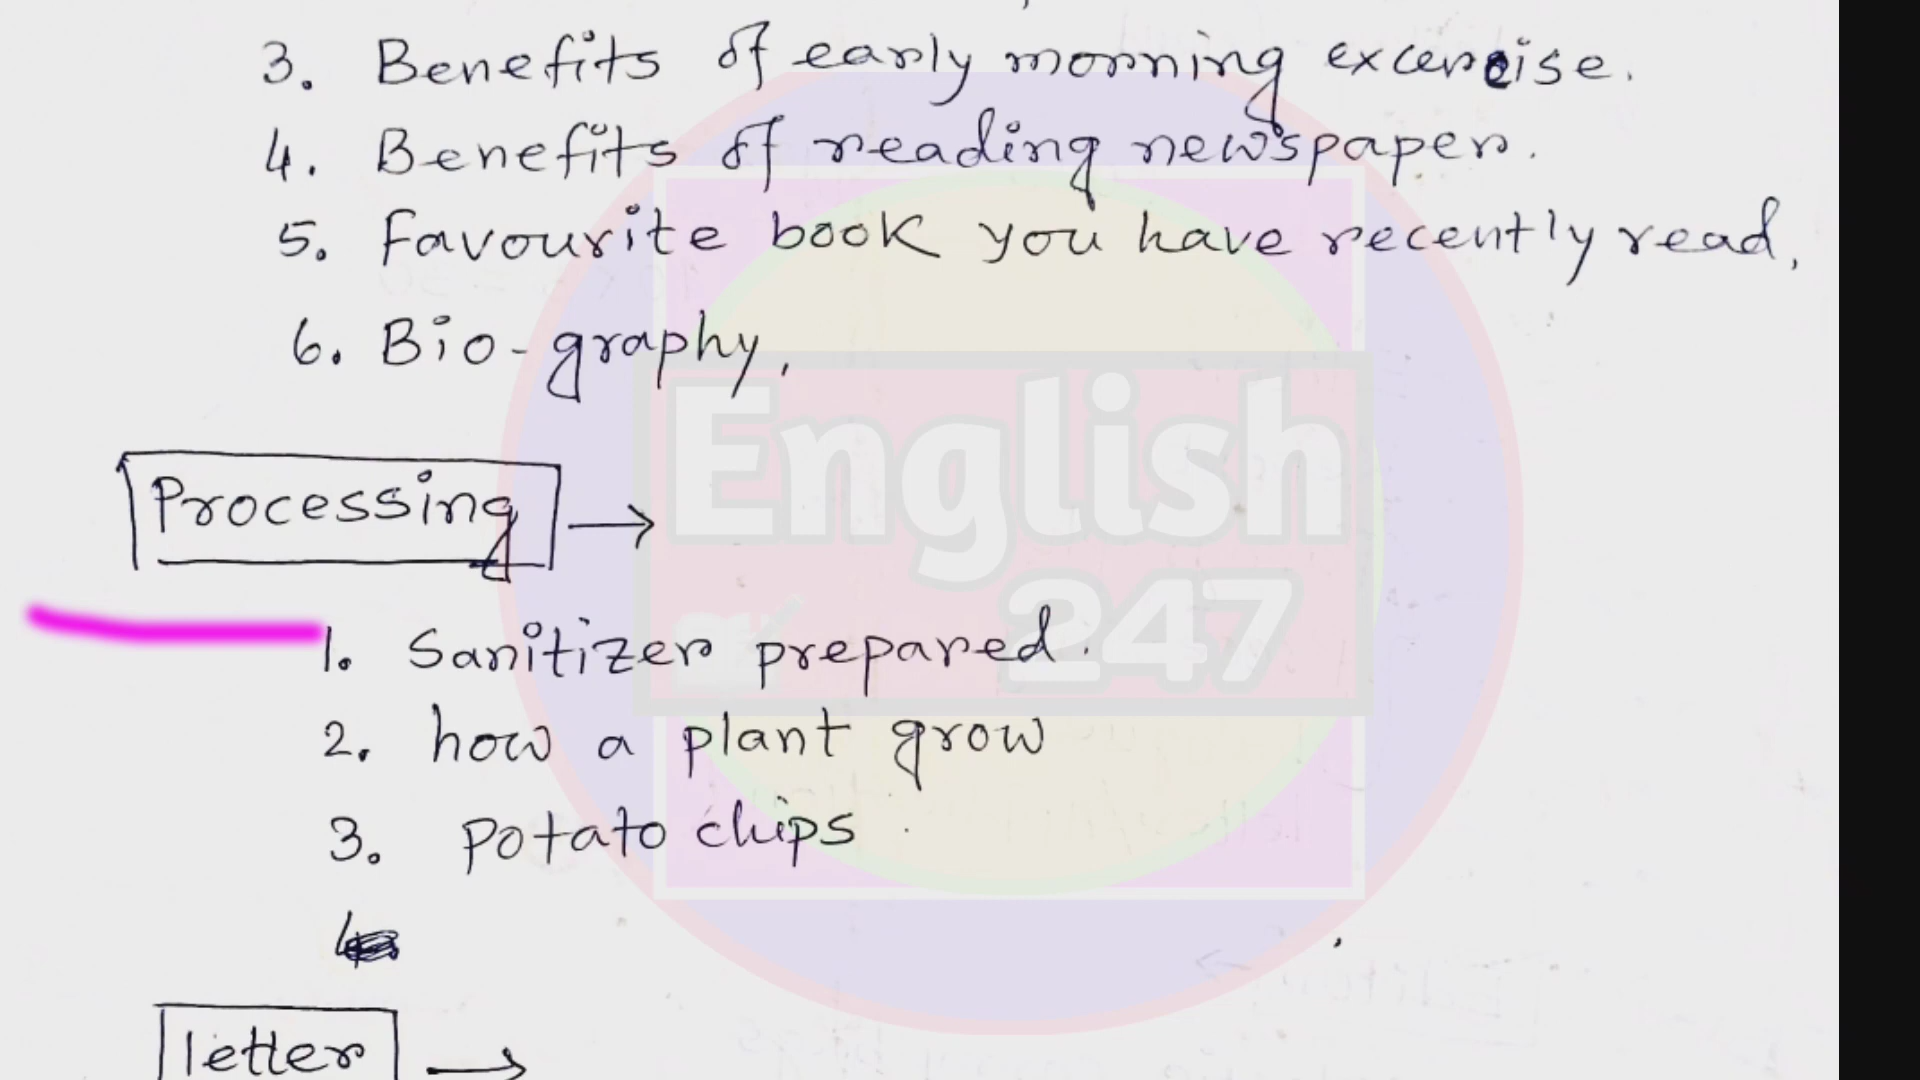 3. Benefits of early morning excercise.
4. Benefits of reading newspaper.
5. Favourite book you have recently read,
6. Bio-graphy,
English
Processing →
247
1. Sanitizer prepared.
2. how a plant grow
3. Potato chips
letter →